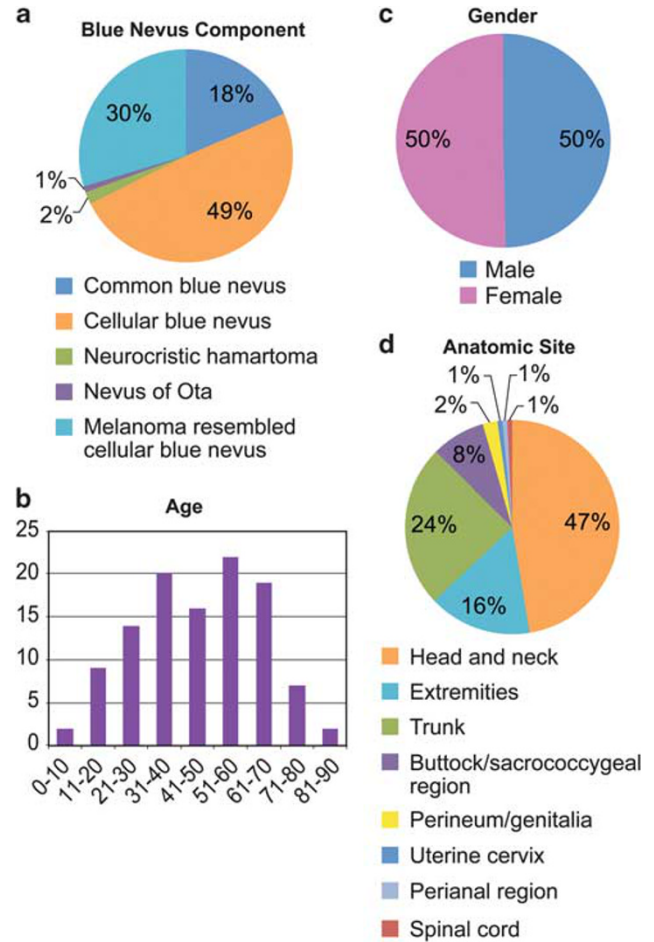 a
Blue Nevus Component
18%
30%
1%
2%
49%
Common blue nevus
Cellular blue nevus
Neurocristic hamartoma
Nevus of Ota
Melanoma resembled
cellular blue nevus
b
Age
25
20
15
10
5
0
0-10
11-20
21-30
31-40
41-50
51-60
61-70
71-80
81-90
c
Gender
50%
50%
Male
Female
d
Anatomic Site
1%
1%
2%
1%
8%
24%
47%
16%
Head and neck
Extremities
Trunk
Buttock/sacrococcygeal
region
Perineum/genitalia
Uterine cervix
Perianal region
Spinal cord